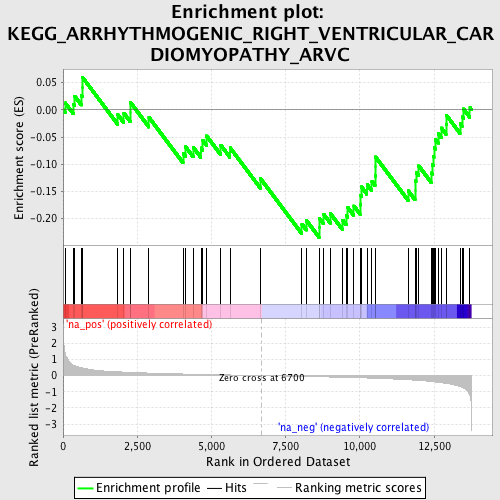 Enrichment plot:
KEGG_ARRHYTHMOGENIC_RIGHT_VENTRICULAR_CAR
DIOMYOPATHY_ARVC
Enrichment score (ES)
0.05
0.00
-0.05
-0.10
-0.15
-0.20
'na_pos' (positively correlated)
Ranked list metric (PreRanked)
3
2
1
0
-1
-2
-3
Zero cross at 6700
'na_neg' (negatively correlated)
0
2,500
5,000
7,500
10,000
12,500
Rank in Ordered Dataset
Enrichment profile
Hits
Ranking metric scores